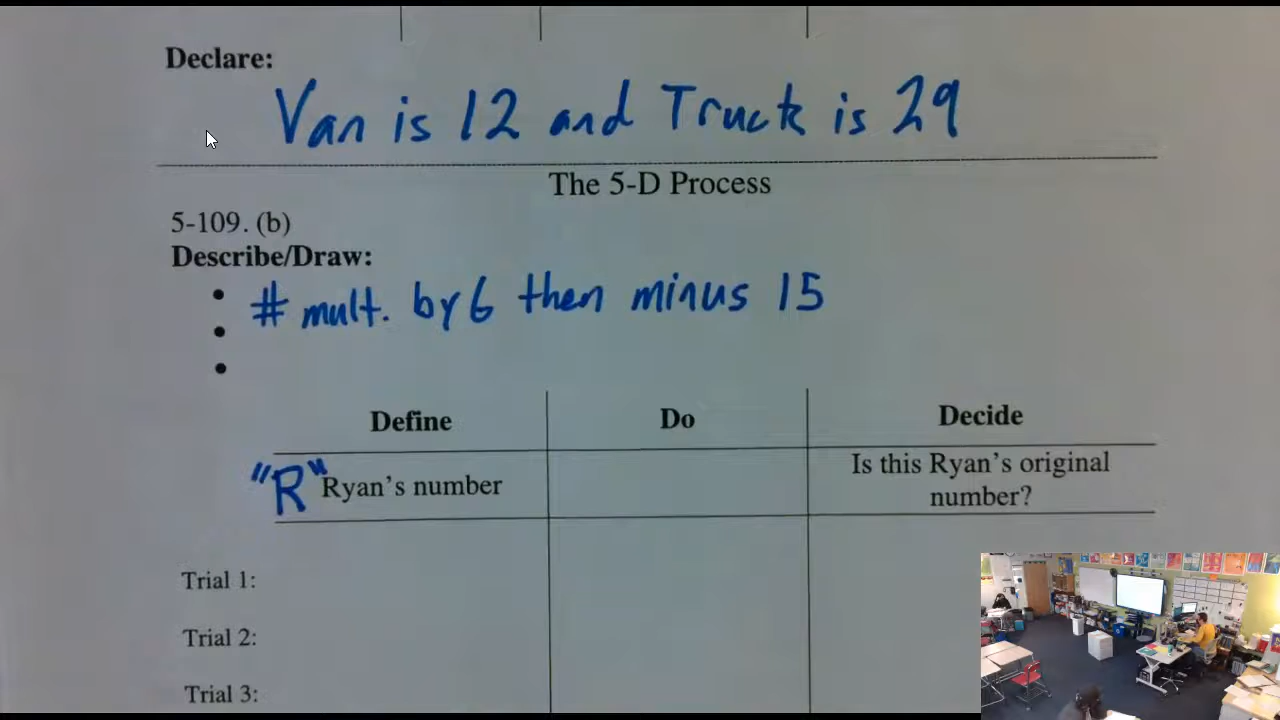 Declare:
Van is 12 and Truck is 29
The 5-D Process
5-109. (b)
Describe/Draw:
• # mult. by 6 then minus 15
•
•
Define Do Decide
"R" Ryan's number Is this Ryan's original
number?
Trial 1:
Trial 2:
Trial 3: